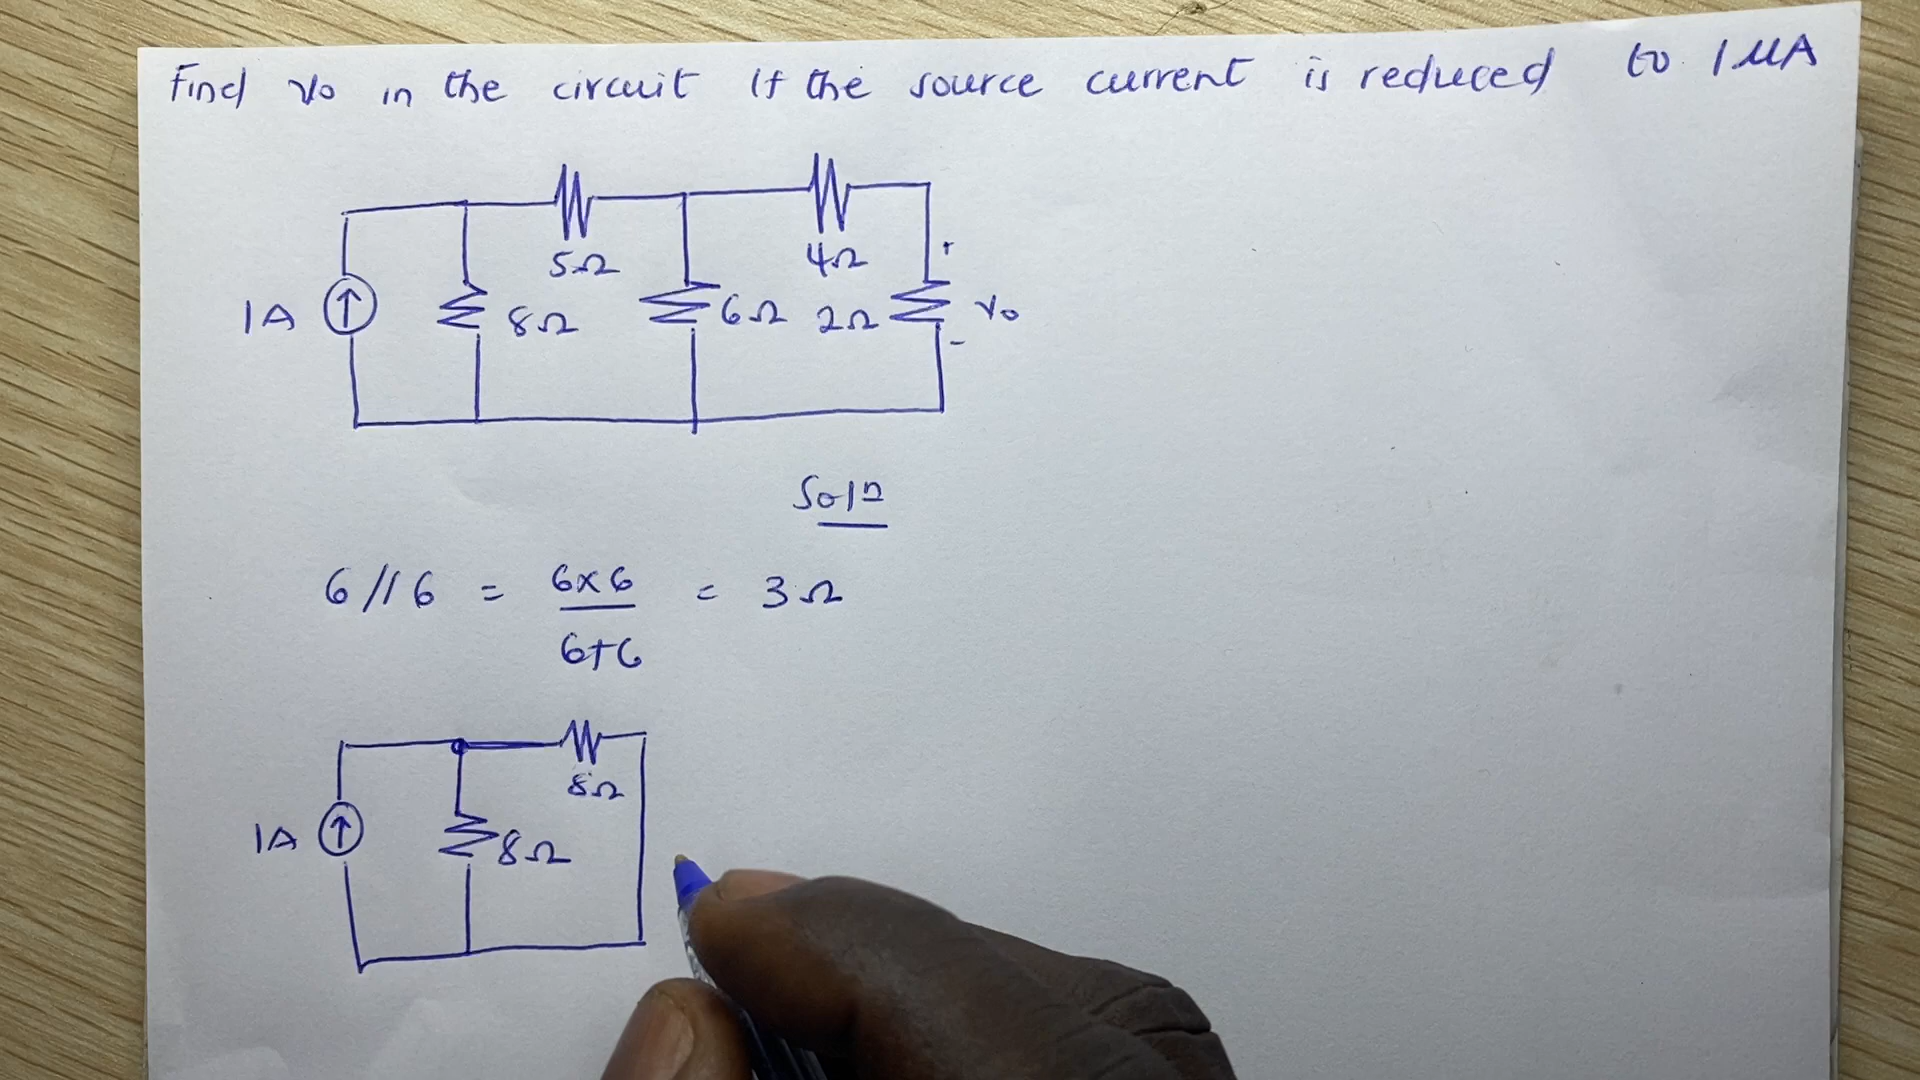 Find vo in the circuit if the source current is reduced to 1μA
5Ω 4Ω +
1A 8Ω 6Ω 2Ω vo
-
Soln
6//6 = 6x6 = 3Ω
6+6
8Ω
1A 8Ω